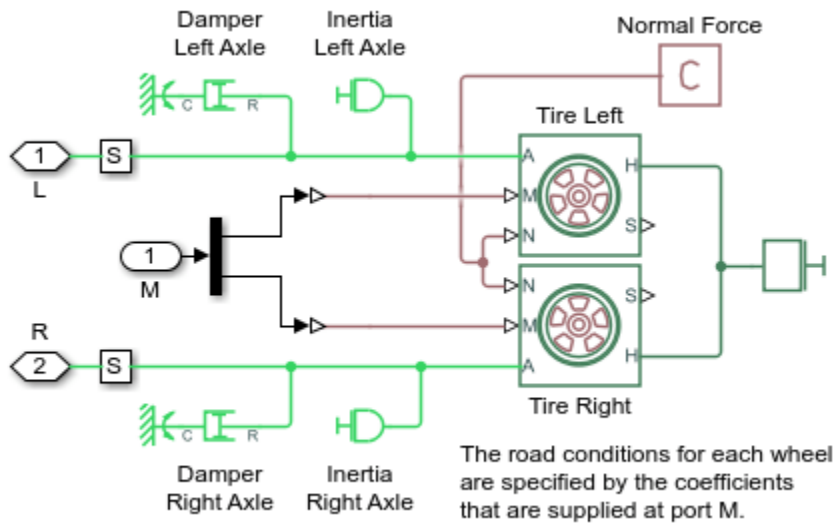 Damper
Left Axle
Inertia
Left Axle
Normal Force
C
C
R
Tire Left
1
S
A
H
L
M
S
N
1
M
N
S
M
R
2
S
A
H
C
R
Tire Right
Damper
Right Axle
Inertia
Right Axle
The road conditions for each wheel
are specified by the coefficients
that are supplied at port M.